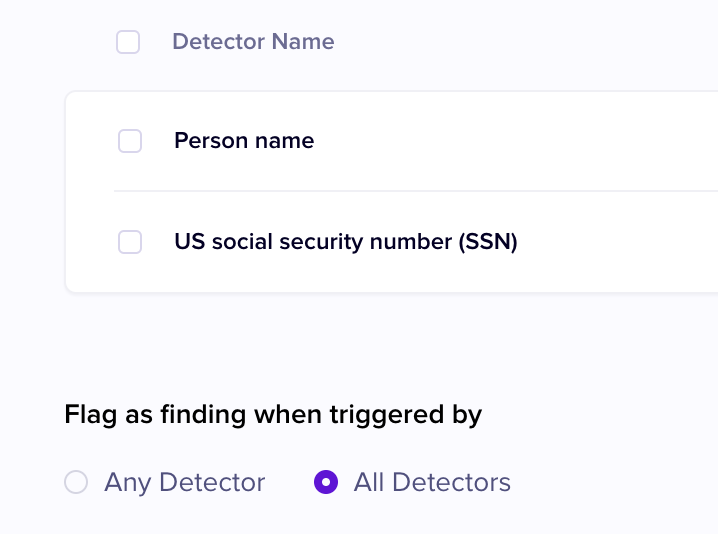 Detector Name
Person name
US social security number (SSN)
Flag as finding when triggered by
Any Detector All Detectors